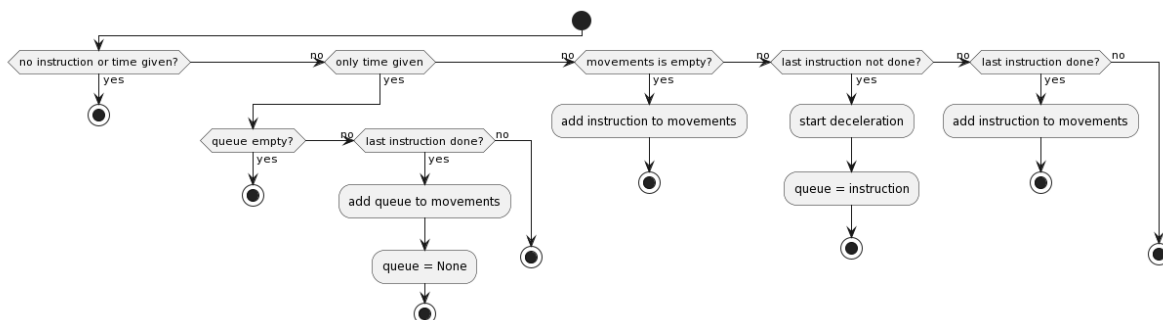 no instruction or time given?
no
only time given
no
movements is empty?
no
last instruction not done?
no
last instruction done?
no
yes
yes
yes
yes
yes
add instruction to movements
start deceleration
add instruction to movements
queue empty?
no
last instruction done?
no
yes
yes
queue = instruction
add queue to movements
queue = None